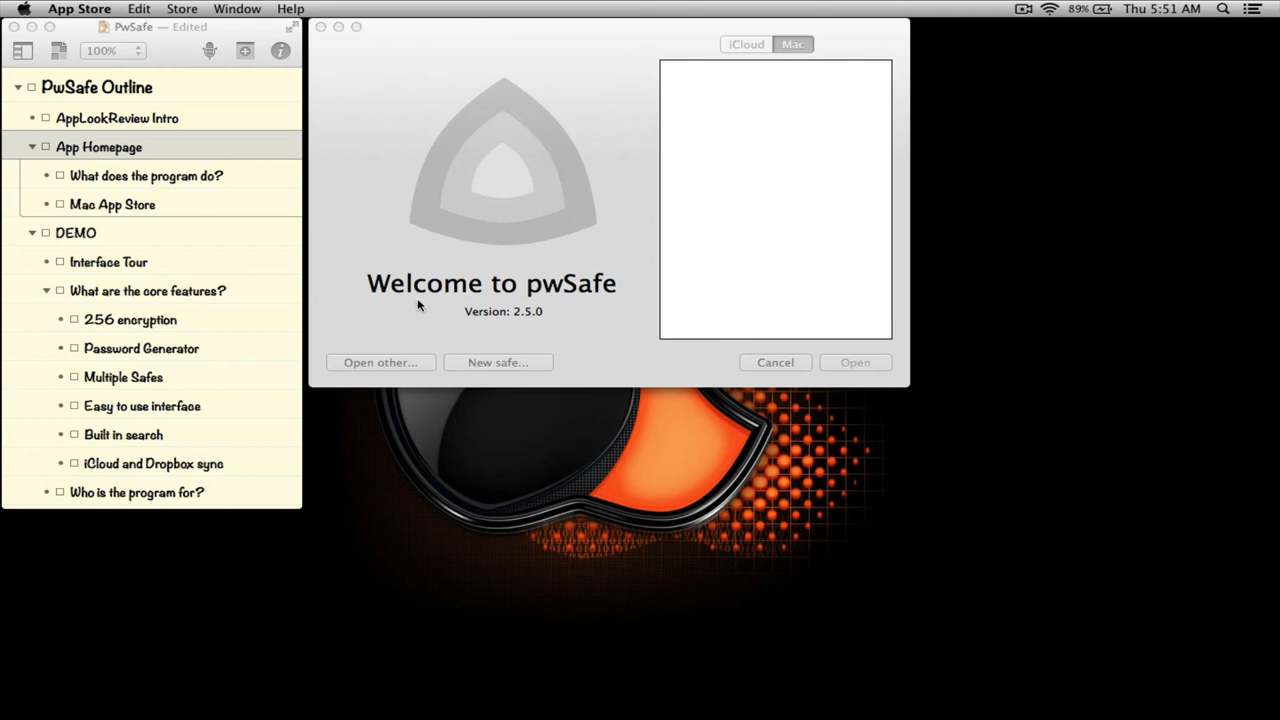 App Store Edit Store Window Help
89% Thu 5:51 AM
PwSafe — Edited
100%
PwSafe Outline
AppLookReview Intro
App Homepage
What does the program do?
Mac App Store
DEMO
Interface Tour
What are the core features?
256 encryption
Password Generator
Multiple Safes
Easy to use interface
Built in search
iCloud and Dropbox sync
Who is the program for?
iCloud Mac
Welcome to pwSafe
Version: 2.5.0
Open other... New safe... Cancel Open